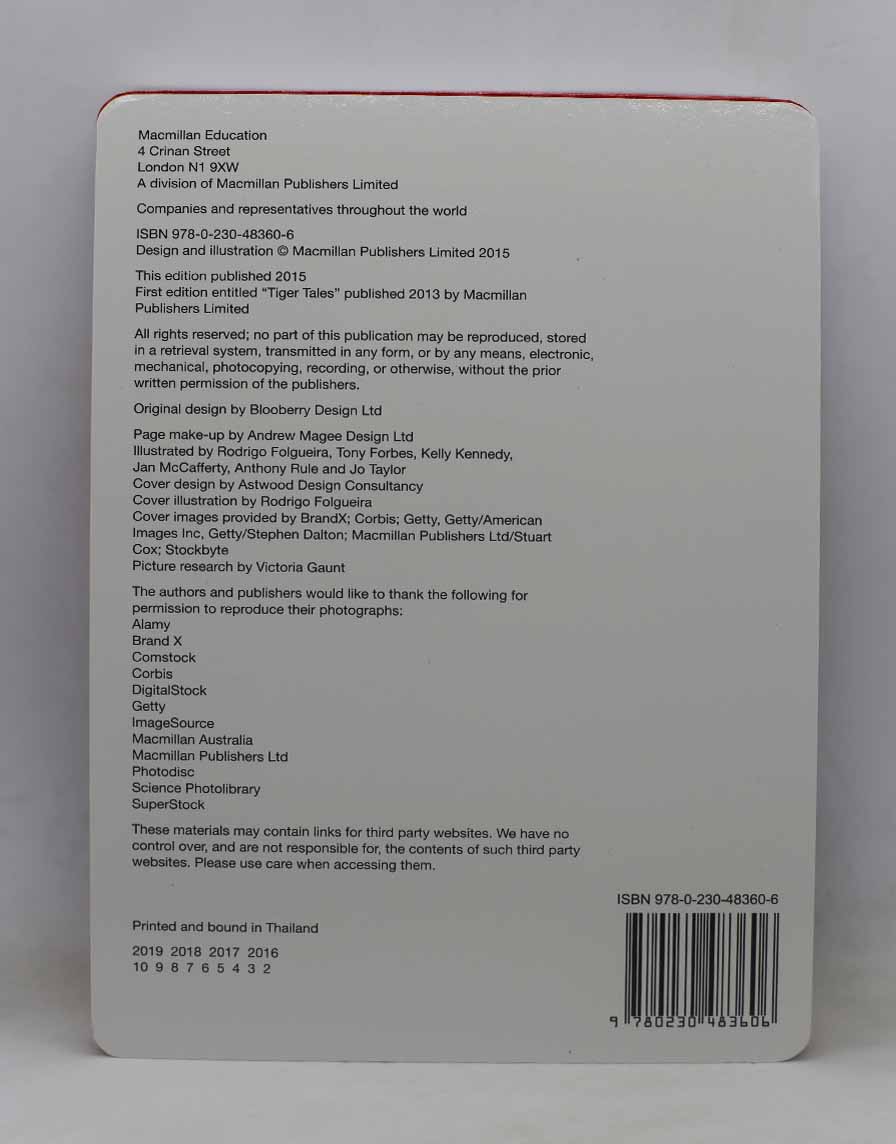 Macmillan Education
4 Crinan Street
London N1 9XW
A division of Macmillan Publishers Limited
Companies and representatives throughout the world
ISBN 978-0-230-48360-6
Design and illustration © Macmillan Publishers Limited 2015
This edition published 2015
First edition entitled “Tiger Tales” published 2013 by Macmillan
Publishers Limited
All rights reserved; no part of this publication may be reproduced, stored
in a retrieval system, transmitted in any form, or by any means, electronic,
mechanical, photocopying, recording, or otherwise, without the prior
written permission of the publishers.
Original design by Blooberry Design Ltd
Page make-up by Andrew Magee Design Ltd
Illustrated by Rodrigo Folgueira, Tony Forbes, Kelly Kennedy,
Jan McCafferty, Anthony Rule and Jo Taylor
Cover design by Astwood Design Consultancy
Cover illustration by Rodrigo Folgueira
Cover images provided by BrandX; Corbis; Getty, Getty/American
Images Inc, Getty/Stephen Dalton; Macmillan Publishers Ltd/Stuart
Cox; Stockbyte
Picture research by Victoria Gaunt
The authors and publishers would like to thank the following for
permission to reproduce their photographs:
Alamy
Brand X
Comstock
Corbis
DigitalStock
Getty
ImageSource
Macmillan Australia
Macmillan Publishers Ltd
Photodisc
Science Photolibrary
SuperStock
These materials may contain links for third party websites. We have no
control over, and are not responsible for, the contents of such third party
websites. Please use care when accessing them.
Printed and bound in Thailand
2019 2018 2017 2016
10 9 8 7 6 5 4 3 2
ISBN 978-0-230-48360-6
9 780230 483606